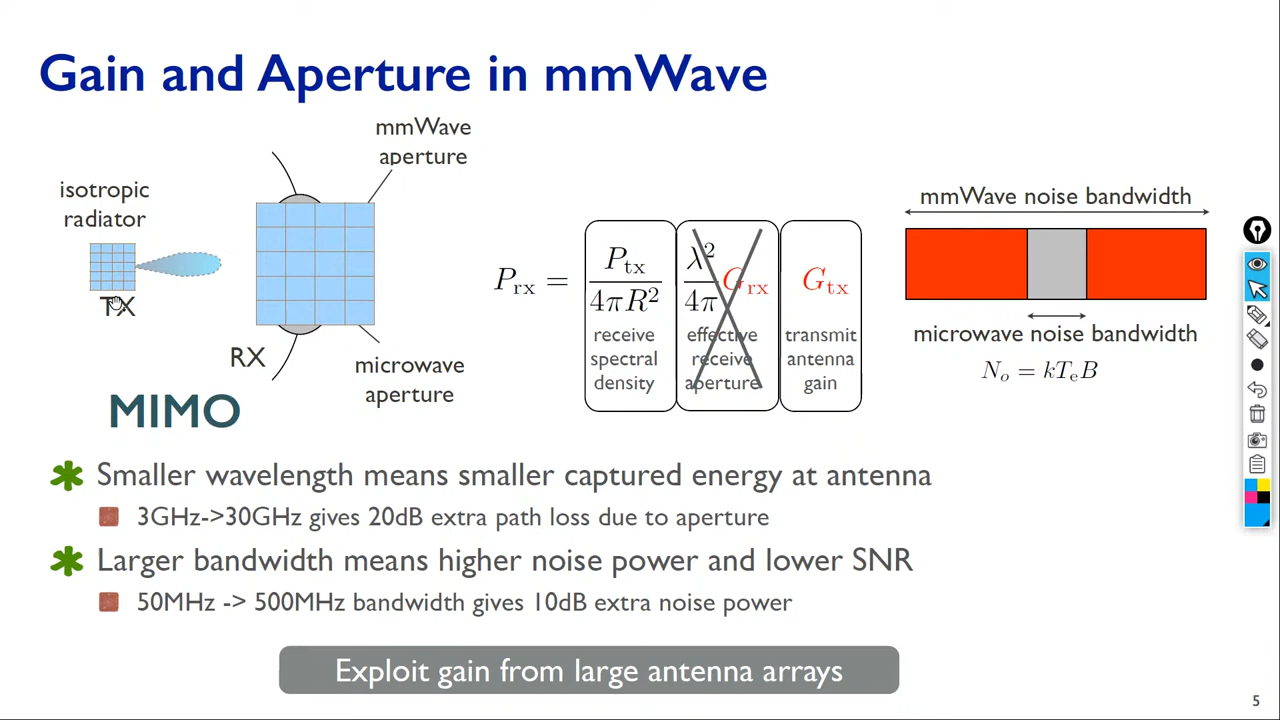 Gain and Aperture in mmWave
mmWave
aperture
isotropic
radiator
TX
RX
microwave
aperture
MIMO
P_rx = P_tx / 4πR² λ² / 4π G_rx G_tx
receive
spectral
density
effective
receive
aperture
transmit
antenna
gain
mmWave noise bandwidth
microwave noise bandwidth
N_o = kT_eB
Smaller wavelength means smaller captured energy at antenna
3GHz->30GHz gives 20dB extra path loss due to aperture
Larger bandwidth means higher noise power and lower SNR
50MHz -> 500MHz bandwidth gives 10dB extra noise power
Exploit gain from large antenna arrays
5